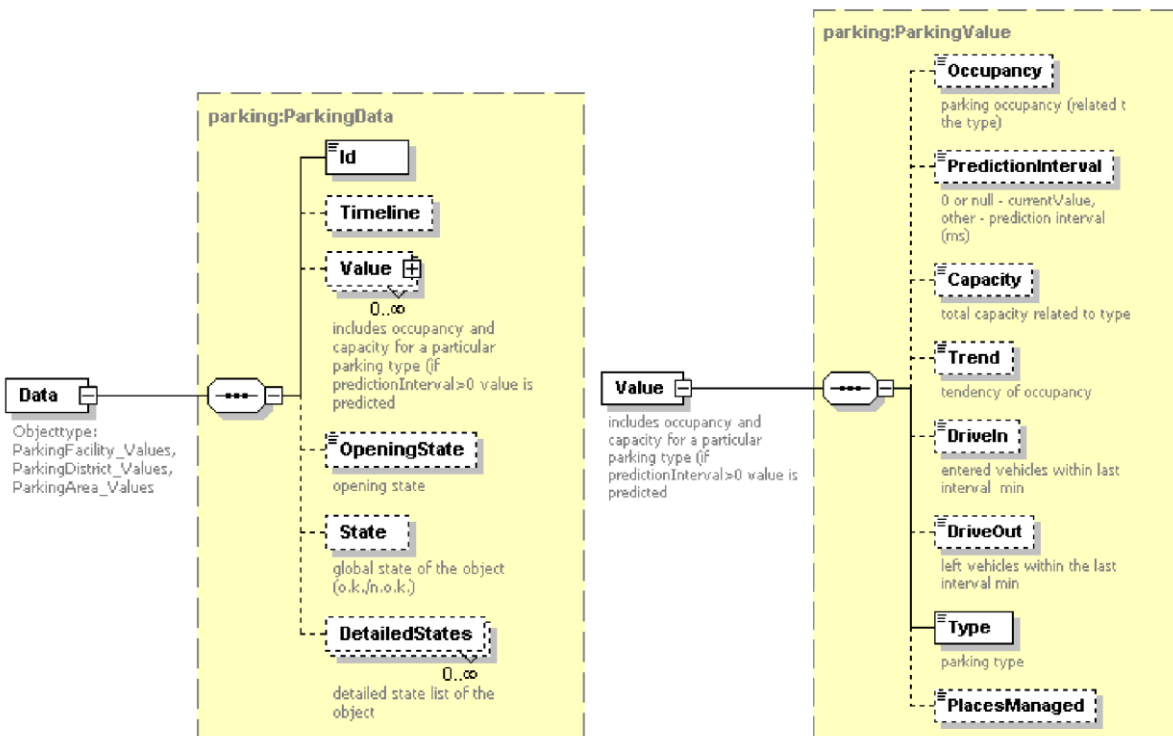 parking:ParkingData
Id
Timeline
Value
0..∞
includes occupancy and
capacity for a particular
parking type (if
predictionInterval>0 value is
predicted
Data
Objecttype:
ParkingFacility_Values,
ParkingDistrict_Values,
ParkingArea_Values
OpeningState
opening state
State
global state of the object
(o.k./n.o.k.)
DetailedStates
0..∞
detailed state list of the
object
parking:ParkingValue
Occupancy
parking occupancy (related t
the type)
PredictionInterval
0 or null - currentValue,
other - prediction interval
(ms)
Capacity
total capacity related to type
Trend
tendency of occupancy
Value
includes occupancy and
capacity for a particular
parking type (if
predictionInterval>0 value is
predicted
DriveIn
entered vehicles within last
interval min
DriveOut
left vehicles within the last
interval min
Type
parking type
PlacesManaged